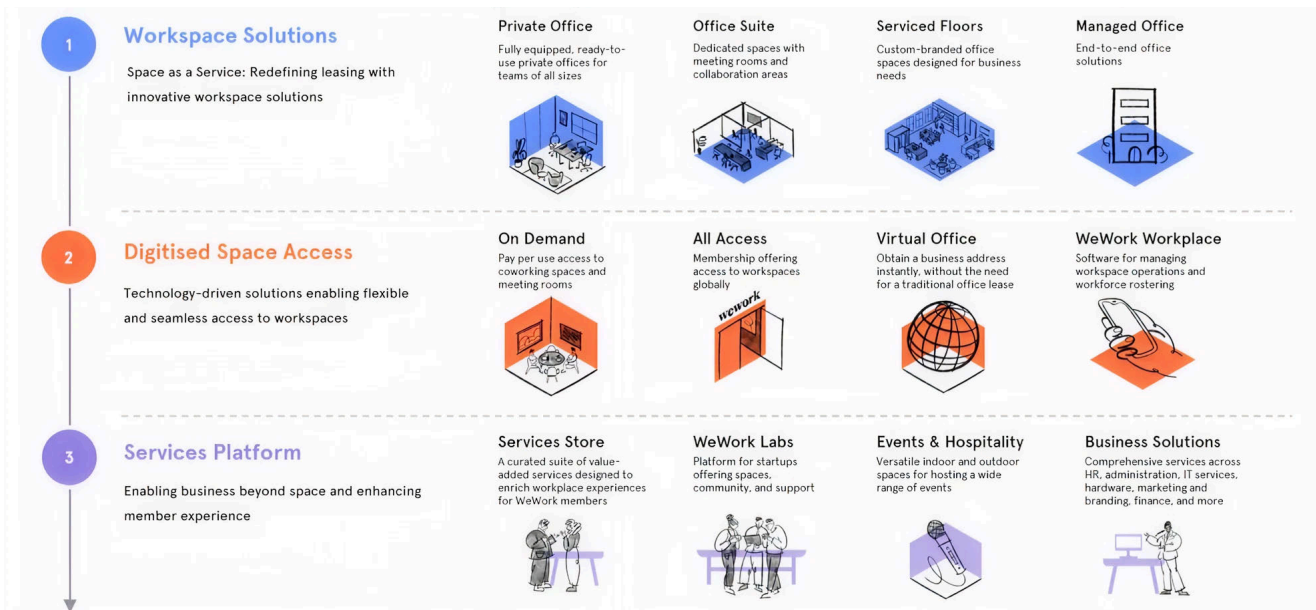 1
Workspace Solutions
Space as a Service: Redefining leasing with
innovative workspace solutions
Private Office
Fully equipped, ready-to-
use private offices for
teams of all sizes
Office Suite
Dedicated spaces with
meeting rooms and
collaboration areas
Serviced Floors
Custom-branded office
spaces designed for business
needs
Managed Office
End-to-end office
solutions
2
Digitised Space Access
Technology-driven solutions enabling flexible
and seamless access to workspaces
On Demand
Pay per use access to
coworking spaces and
meeting rooms
All Access
Membership offering
access to workspaces
globally
wework
Virtual Office
Obtain a business address
instantly, without the need
for a traditional office lease
WeWork Workplace
Software for managing
workspace operations and
workforce rostering
3
Services Platform
Enabling business beyond space and enhancing
member experience
Services Store
A curated suite of value-
added services designed to
enrich workplace experiences
for WeWork members
WeWork Labs
Platform for startups
offering spaces,
community, and support
Events & Hospitality
Versatile indoor and outdoor
spaces for hosting a wide
range of events
Business Solutions
Comprehensive services across
HR, administration, IT services,
hardware, marketing and
branding, finance, and more